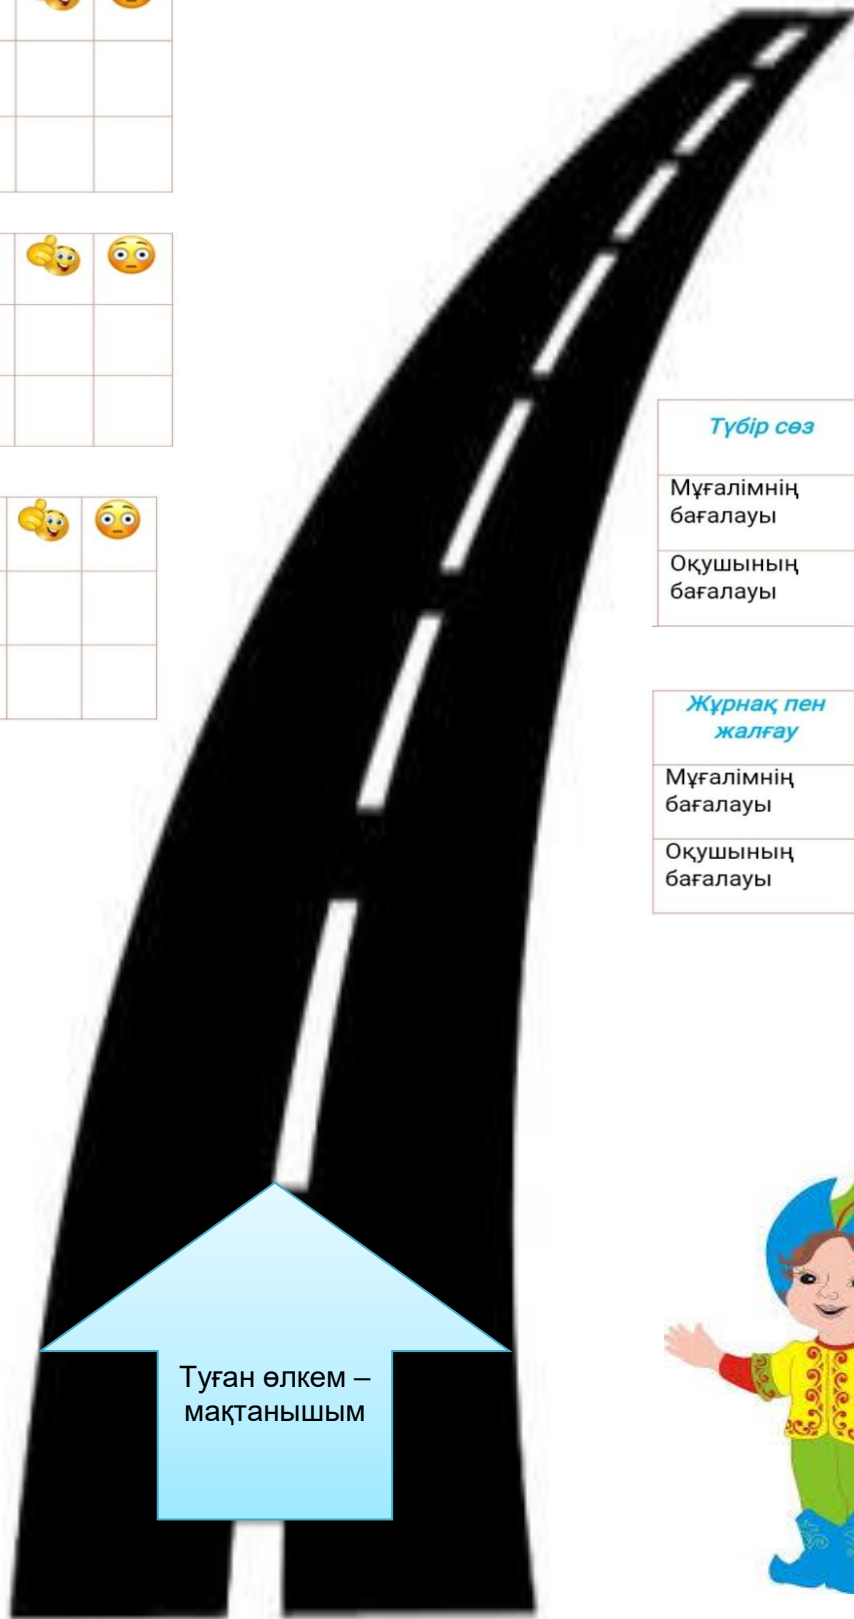 Түбір сөз
Мұғалімнің
бағалауы
Оқушының
бағалауы
Жұрнақ пен
жалғау
Мұғалімнің
бағалауы
Оқушының
бағалауы
Туған өлкем –
мақтанышым